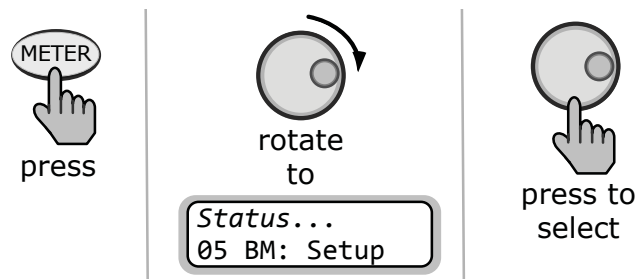 METER
press
rotate
to
Status...
05 BM: Setup
press to
select